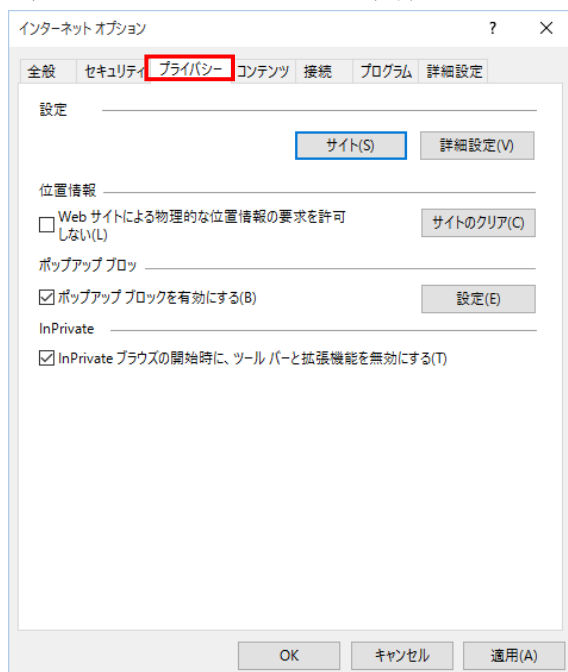 インターネット オプション ? ×
全般 セキュリティ プライバシー コンテンツ 接続 プログラム 詳細設定
設定
サイト(S) 詳細設定(V)
位置情報
Web サイトによる物理的な位置情報の要求を許可 サイトのクリア(C)
しない(L)
ポップアップ ブロッ
ポップアップ ブロックを有効にする(B) 設定(E)
InPrivate
InPrivate ブラウズの開始時に、ツール バーと拡張機能を無効にする(T)
OK キャンセル 適用(A)